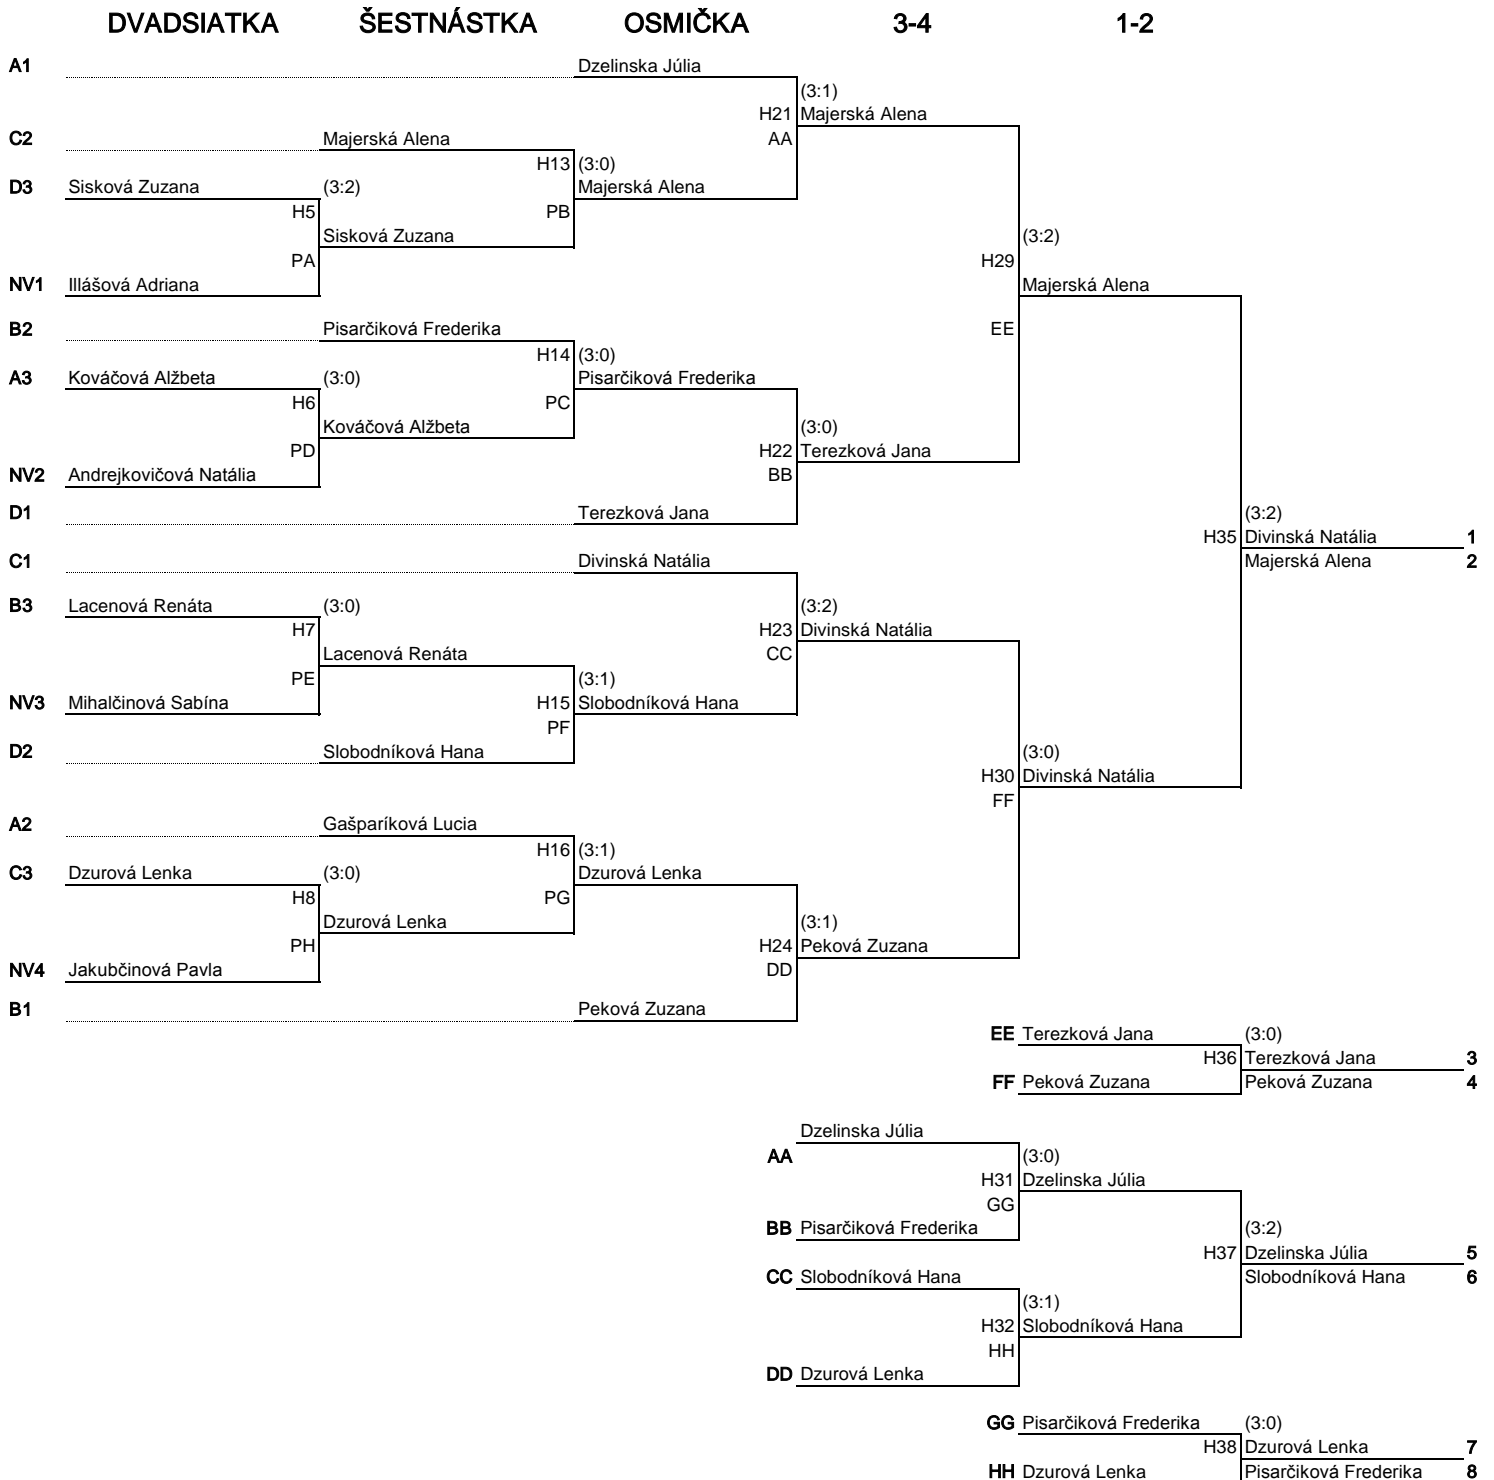 DVADSIATKA ŠESTNÁSTKA OSMIČKA 3-4 1-2
A1 Dzelinska Júlia
(3:1)
H21 Majerská Alena
C2 Majerská Alena AA
H13 (3:0)
D3 Sisková Zuzana (3:2) Majerská Alena
H5 PB
Sisková Zuzana (3:2)
PA H29
NV1 Illášová Adriana Majerská Alena
B2 Pisarčiková Frederika EE
H14 (3:0)
A3 Kováčová Alžbeta (3:0) Pisarčiková Frederika
H6 PC
Kováčová Alžbeta (3:0)
PD H22 Terezková Jana
NV2 Andrejkovičová Natália BB
D1 Terezková Jana (3:2)
H35 Divinská Natália 1
C1 Divinská Natália Majerská Alena 2
B3 Lacenová Renáta (3:0) (3:2)
H7 H23 Divinská Natália
Lacenová Renáta CC
PE (3:1)
NV3 Mihalčinová Sabína H15 Slobodníková Hana
PF
D2 Slobodníková Hana (3:0)
H30 Divinská Natália
FF
A2 Gašparíková Lucia
H16 (3:1)
C3 Dzurová Lenka (3:0) Dzurová Lenka
H8 PG
Dzurová Lenka (3:1)
PH H24 Peková Zuzana
NV4 Jakubčinová Pavla DD
B1 Peková Zuzana
EE Terezková Jana (3:0)
H36 Terezková Jana 3
FF Peková Zuzana Peková Zuzana 4
Dzelinska Júlia
AA (3:0)
H31 Dzelinska Júlia
GG
BB Pisarčiková Frederika (3:2)
H37 Dzelinska Júlia 5
CC Slobodníková Hana Slobodníková Hana 6
(3:1)
H32 Slobodníková Hana
HH
DD Dzurová Lenka
GG Pisarčiková Frederika (3:0)
H38 Dzurová Lenka 7
HH Dzurová Lenka Pisarčiková Frederika 8